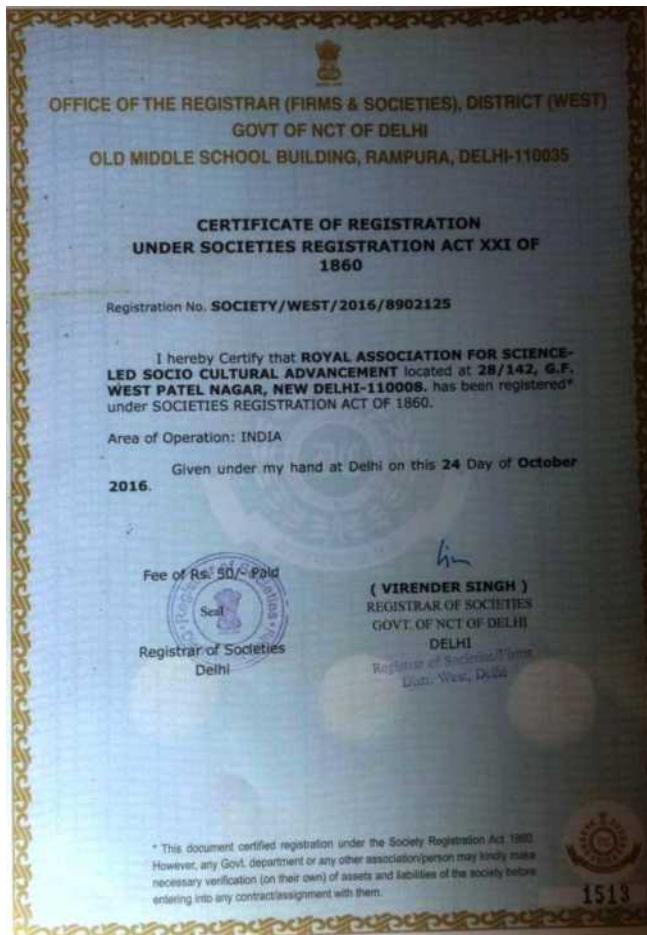 OFFICE OF THE REGISTRAR (FIRMS & SOCIETIES), DISTRICT (WEST)
GOVT OF NCT OF DELHI
OLD MIDDLE SCHOOL BUILDING, RAMPURA, DELHI-110035
CERTIFICATE OF REGISTRATION
UNDER SOCIETIES REGISTRATION ACT XXI OF
1860
Registration No. SOCIETY/WEST/2016/8902125
I hereby Certify that ROYAL ASSOCIATION FOR SCIENCE-
LED SOCIO CULTURAL ADVANCEMENT located at 28/142, G.F.
WEST PATEL NAGAR, NEW DELHI-110008. has been registered*
under SOCIETIES REGISTRATION ACT OF 1860.
Area of Operation: INDIA
Given under my hand at Delhi on this 24 Day of October
2016.
Fee of Rs. 50/- Paid
Seal
Registrar of Societies
Delhi
( VIRENDER SINGH )
REGISTRAR OF SOCIETIES
GOVT. OF NCT OF DELHI
DELHI
Registrar of Societies/Firms
Distt. West, Delhi
* This document certified registration under the Society Registration Act 1860.
However, any Govt. department or any other association/person may kindly make
necessary verification (on their own) of assets and liabilities of the society before
entering into any contract/assignment with them.
1513